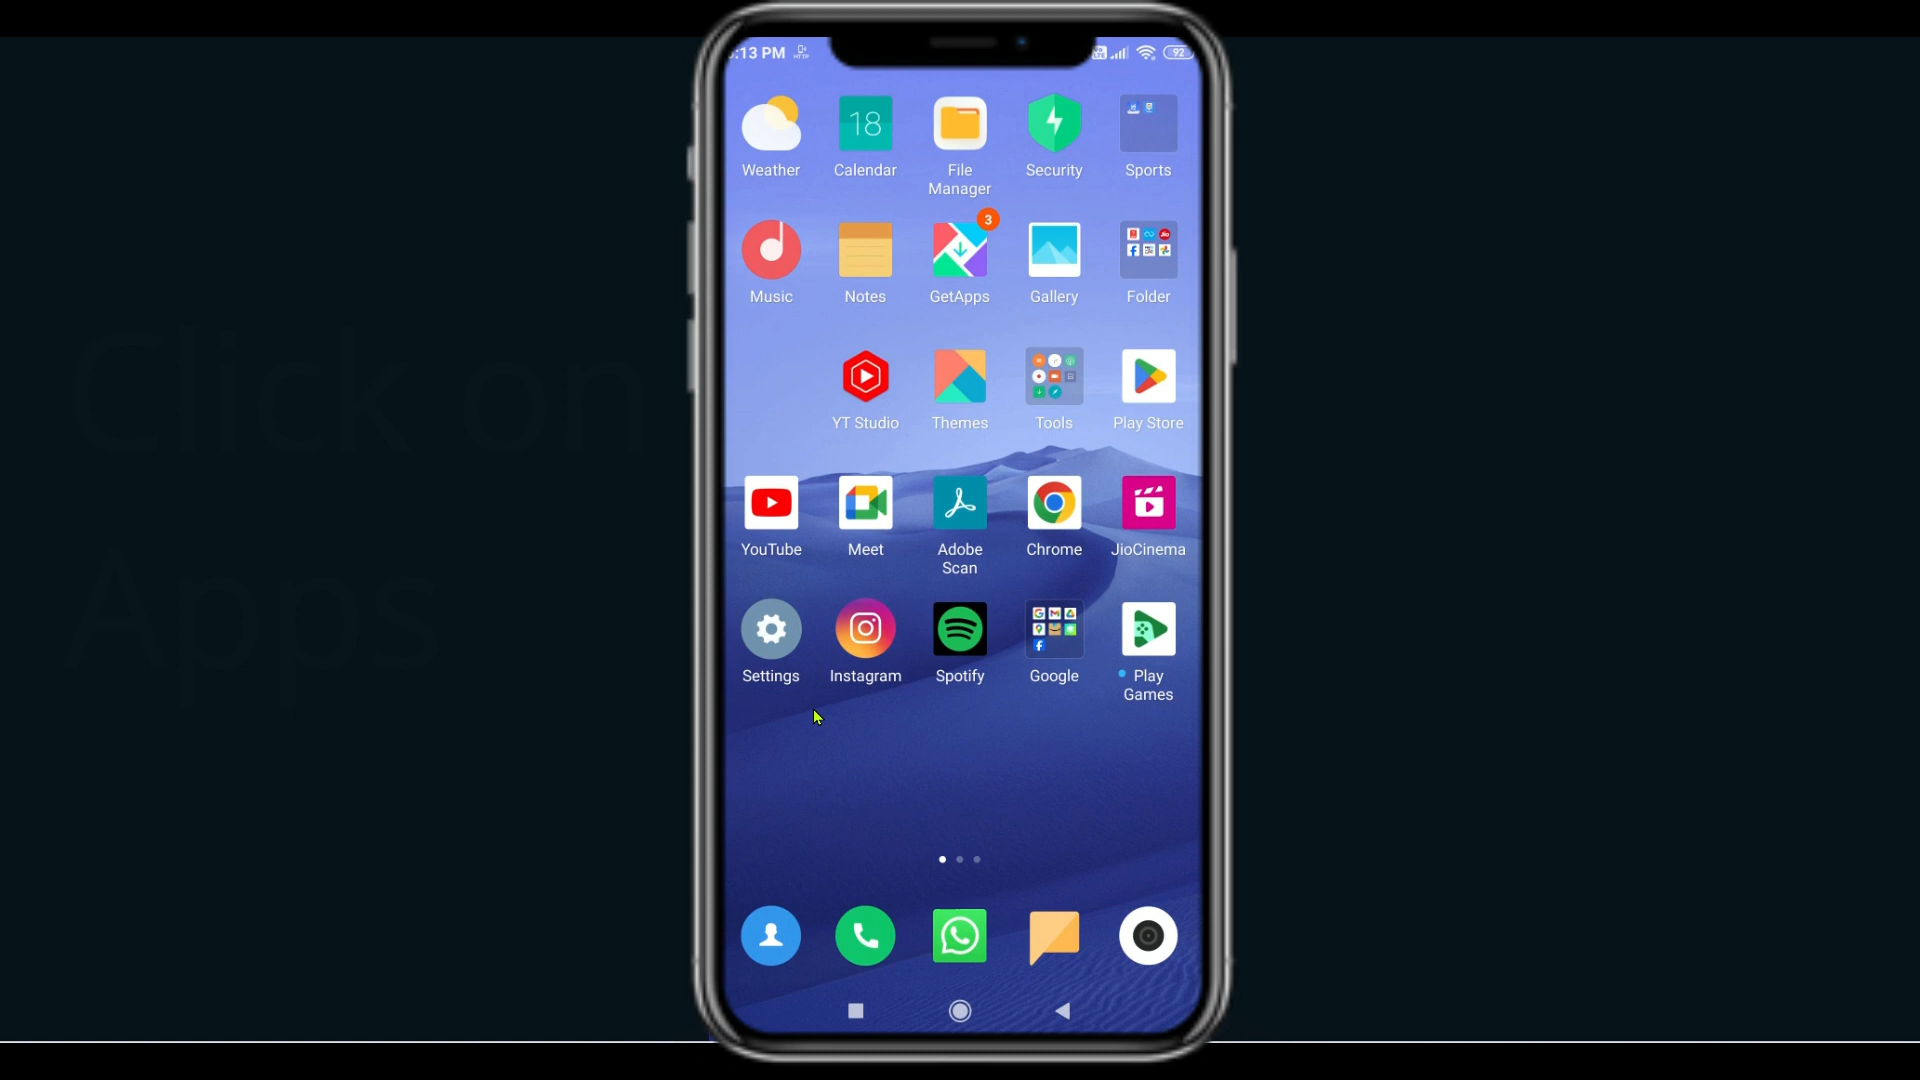 :13 PM
92
18
Weather
Calendar
File
Manager
Security
Sports
3
Music
Notes
GetApps
Gallery
Folder
Click on
YT Studio
Themes
Tools
Play Store
YouTube
Meet
Adobe
Scan
Chrome
JioCinema
Apps
Settings
Instagram
Spotify
Google
Play
Games